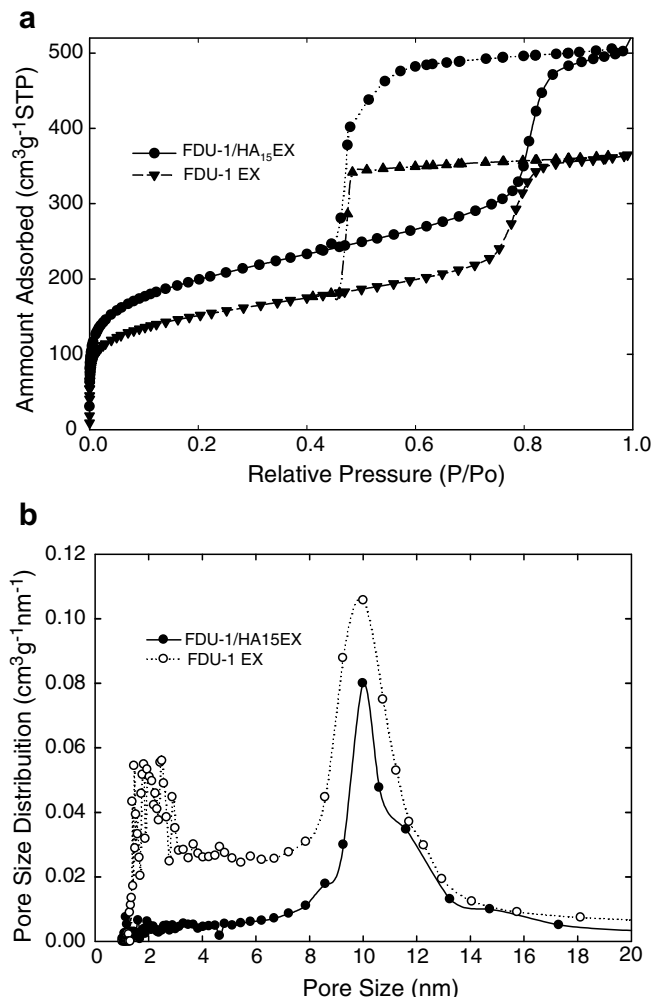 a
500
400
300
200
100
0
Ammount Adsorbed (cm³g⁻¹STP)
FDU-1/HA₁₅EX
FDU-1 EX
0.0 0.2 0.4 0.6 0.8 1.0
Relative Pressure (P/Po)
b
0.12
0.10
0.08
0.06
0.04
0.02
0.00
Pore Size Distribuition (cm³g⁻¹nm⁻¹)
FDU-1/HA15EX
FDU-1 EX
0 2 4 6 8 10 12 14 16 18 20
Pore Size (nm)